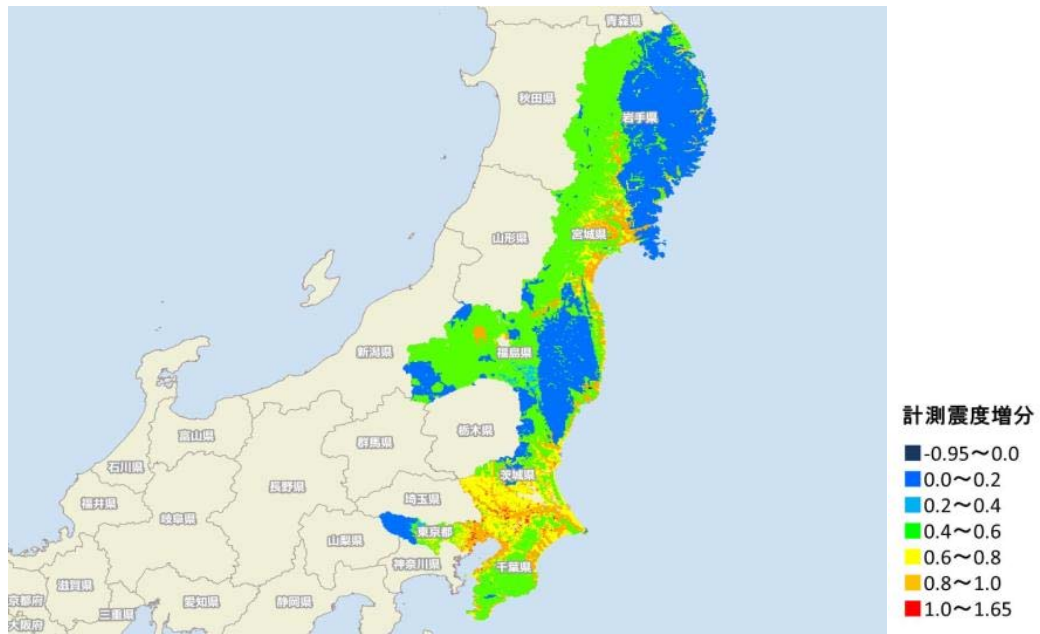 青森県
秋田県
岩手県
山形県
宮城県
新潟県
福島県
富山県
石川県
群馬県
栃木県
茨城県
福井県
長野県
埼玉県
岐阜県
山梨県
東京都
神奈川県
千葉県
滋賀県
京都府
愛知県
静岡県
三重県
大阪府
計測震度増分
-0.95～0.0
0.0～0.2
0.2～0.4
0.4～0.6
0.6～0.8
0.8～1.0
1.0～1.65